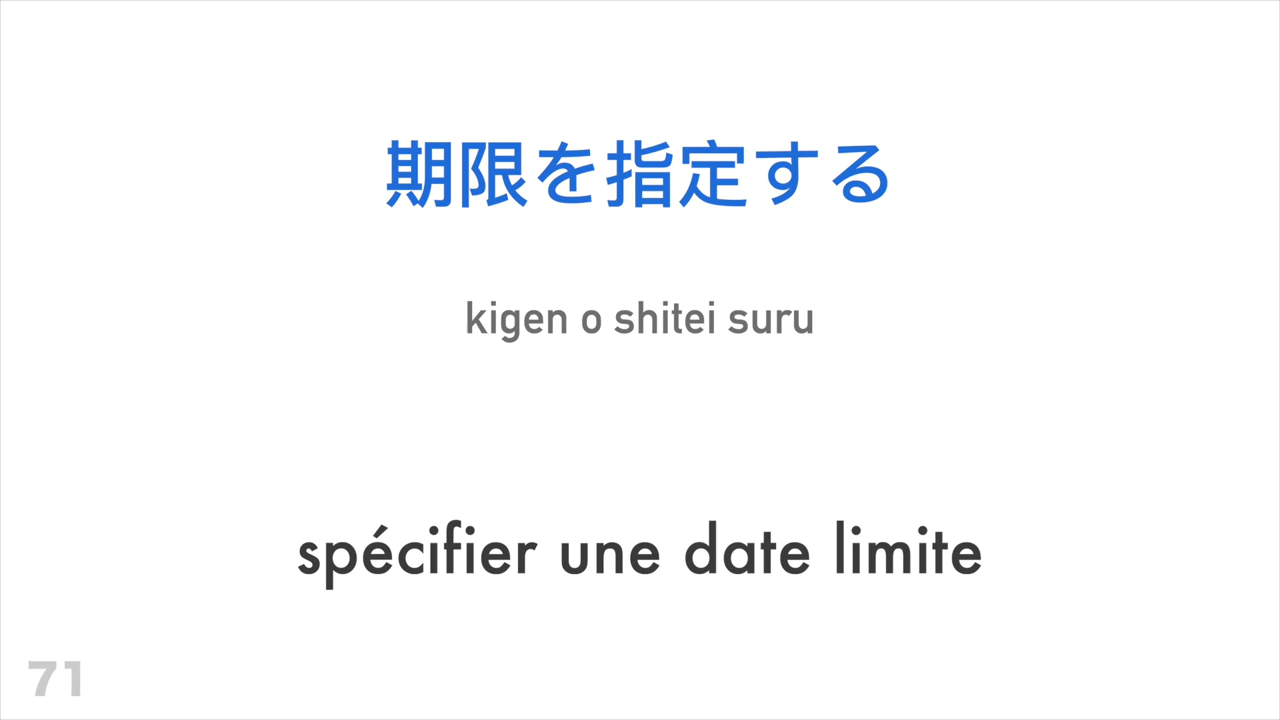 期限を指定する
kigen o shitei suru
spécifier une date limite
71